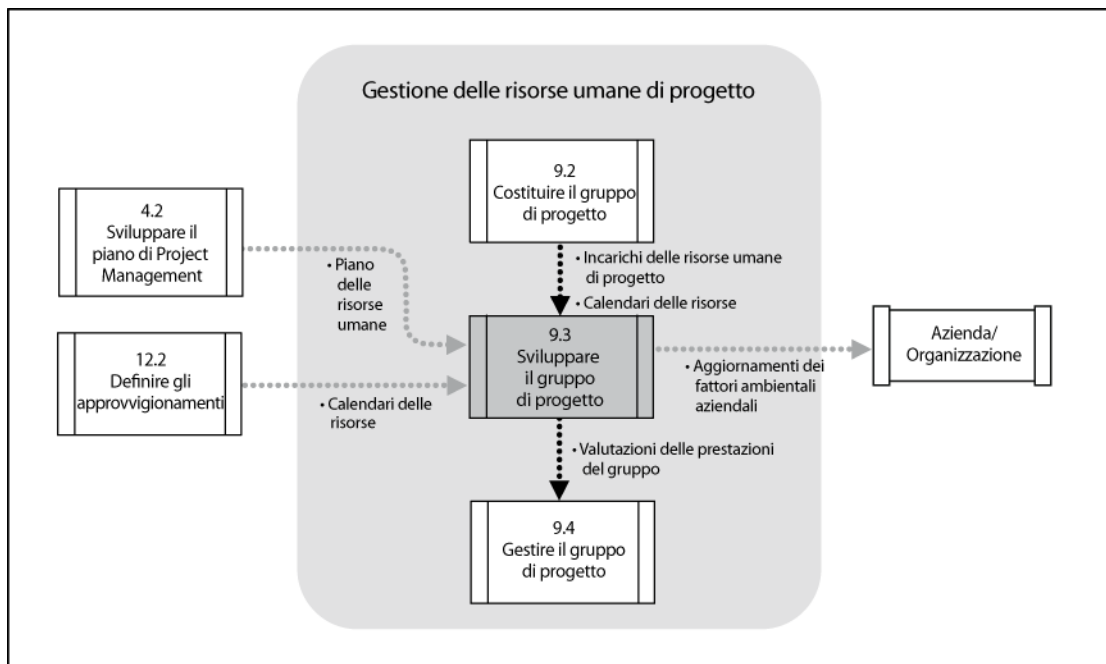 Gestione delle risorse umane di progetto
9.2
Costituire il gruppo
di progetto
4.2
Sviluppare il
piano di Project
Management
• Piano
delle
risorse
umane
• Incarichi delle risorse umane
di progetto
• Calendari delle risorse
12.2
Definire gli
approvvigionamenti
• Calendari delle
risorse
9.3
Sviluppare
il gruppo
di progetto
• Aggiornamenti dei
fattori ambientali
aziendali
Azienda/
Organizzazione
• Valutazioni delle prestazioni
del gruppo
9.4
Gestire il gruppo
di progetto